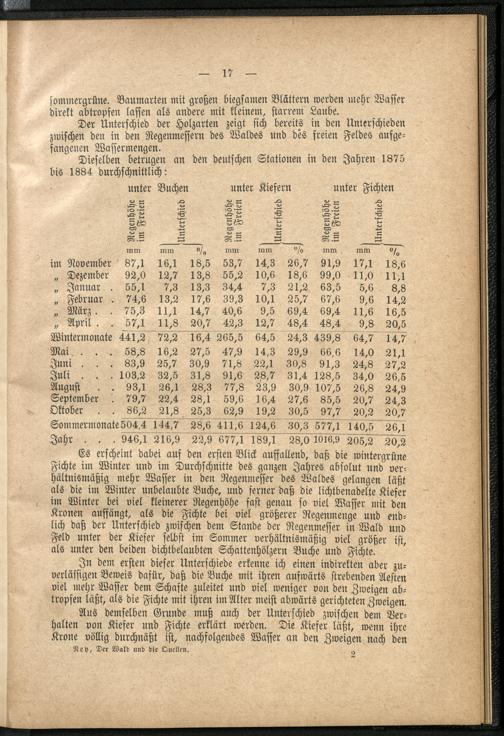 — 17 —
sommergrüne. Baumarten mit großen biegsamen Blättern werden mehr Wasser
direkt abtropfen lassen als andere mit kleinem, starrem Laube.
Der Unterschied der Holzarten zeigt sich bereits in den Unterschieden
zwischen den in den Regenmessern des Waldes und des freien Feldes aufge-
fangenen Wassermengen.
Dieselben betrugen an den deutschen Stationen in den Jahren 1875
bis 1884 durchschnittlich:
unter Buchen unter Kiefern unter Fichten
Regenhöhe im Freien Unterschied Regenhöhe im Freien Unterschied Regenhöhe im Freien Unterschied
mm mm % mm mm % mm mm %
im November 87,1 16,1 18,5 53,7 14,3 26,7 91,9 17,1 18,6
„ Dezember 92,0 12,7 13,8 55,2 10,6 18,6 99,0 11,0 11,1
„ Januar . 55,1 7,3 13,3 34,4 7,3 21,2 63,5 5,6 8,8
„ Februar . 74,6 13,2 17,6 39,3 10,1 25,7 67,6 9,6 14,2
„ März . . 75,3 11,1 14,7 40,6 9,5 69,4 69,4 11,6 16,5
„ April . . 57,1 11,8 20,7 42,3 12,7 48,4 48,4 9,8 20,5
Wintermonate 441,2 72,2 16,4 265,5 64,5 24,3 439,8 64,7 14,7
Mai . . . 58,8 16,2 27,5 47,9 14,3 29,9 66,6 14,0 21,1
Juni . . . 83,9 25,7 30,9 71,8 22,1 30,8 91,3 24,8 27,2
Juli . . . 103,2 32,5 31,8 91,6 28,7 31,4 128,5 34,0 26,5
August . . 93,1 26,1 28,3 77,8 23,9 30,9 107,5 26,8 24,9
September . 79,7 22,4 28,1 59,6 16,4 27,6 85,5 20,7 24,3
Oktober . 86,2 21,8 25,3 62,9 19,2 30,5 97,7 20,2 20,7
Sommermonate 504,4 144,7 28,6 411,6 124,6 30,3 577,1 140,5 26,1
Jahr . . . 946,1 216,9 22,9 677,1 189,1 28,0 1016,9 205,2 20,2
Es erscheint dabei auf den ersten Blick auffallend, daß die wintergrüne
Fichte im Winter und im Durchschnitte des ganzen Jahres absolut und ver-
hältnismäßig mehr Wasser in den Regenmesser des Waldes gelangen läßt
als die im Winter unbelaubte Buche, und ferner daß die lichtbenadelte Kiefer
im Winter bei viel kleinerer Regenhöhe fast genau so viel Wasser mit den
Kronen auffängt, als die Fichte bei viel größerer Regenmenge und end-
lich daß der Unterschied zwischen dem Stande der Regenmesser in Wald und
Feld unter der Kiefer selbst im Sommer verhältnismäßig viel größer ist,
als unter den beiden dichtbelaubten Schattenhölzern Buche und Fichte.
In dem ersten dieser Unterschiede erkenne ich einen indirekten aber zu-
verlässigen Beweis dafür, daß die Buche mit ihren aufwärts strebenden Aesten
viel mehr Wasser dem Schafte zuleitet und viel weniger von den Zweigen ab-
tropfen läßt, als die Fichte mit ihren im Alter meist abwärts gerichteten Zweigen.
Aus demselben Grunde muß auch der Unterschied zwischen dem Ver-
halten von Kiefer und Fichte erklärt werden. Die Kiefer läßt, wenn ihre
Krone völlig durchnäßt ist, nachfolgendes Wasser an den Zweigen nach den
Ney, Der Wald und die Quellen.
2